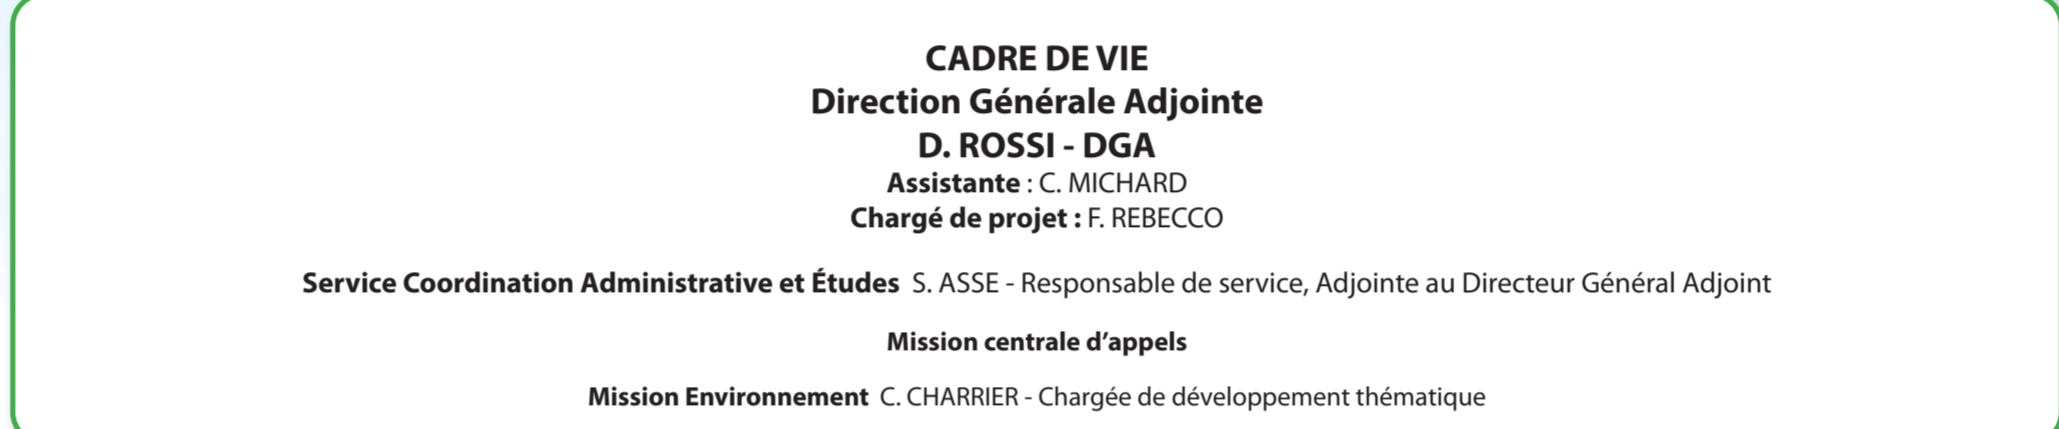 CADRE DE VIE
Direction Générale Adjointe
D. ROSSI - DGA
Assistante : C. MICHARD
Chargé de projet : F. REBECCO
Service Coordination Administrative et Études S. ASSE - Responsable de service, Adjointe au Directeur Général Adjoint
Mission centrale d’appels
Mission Environnement C. CHARRIER - Chargée de développement thématique